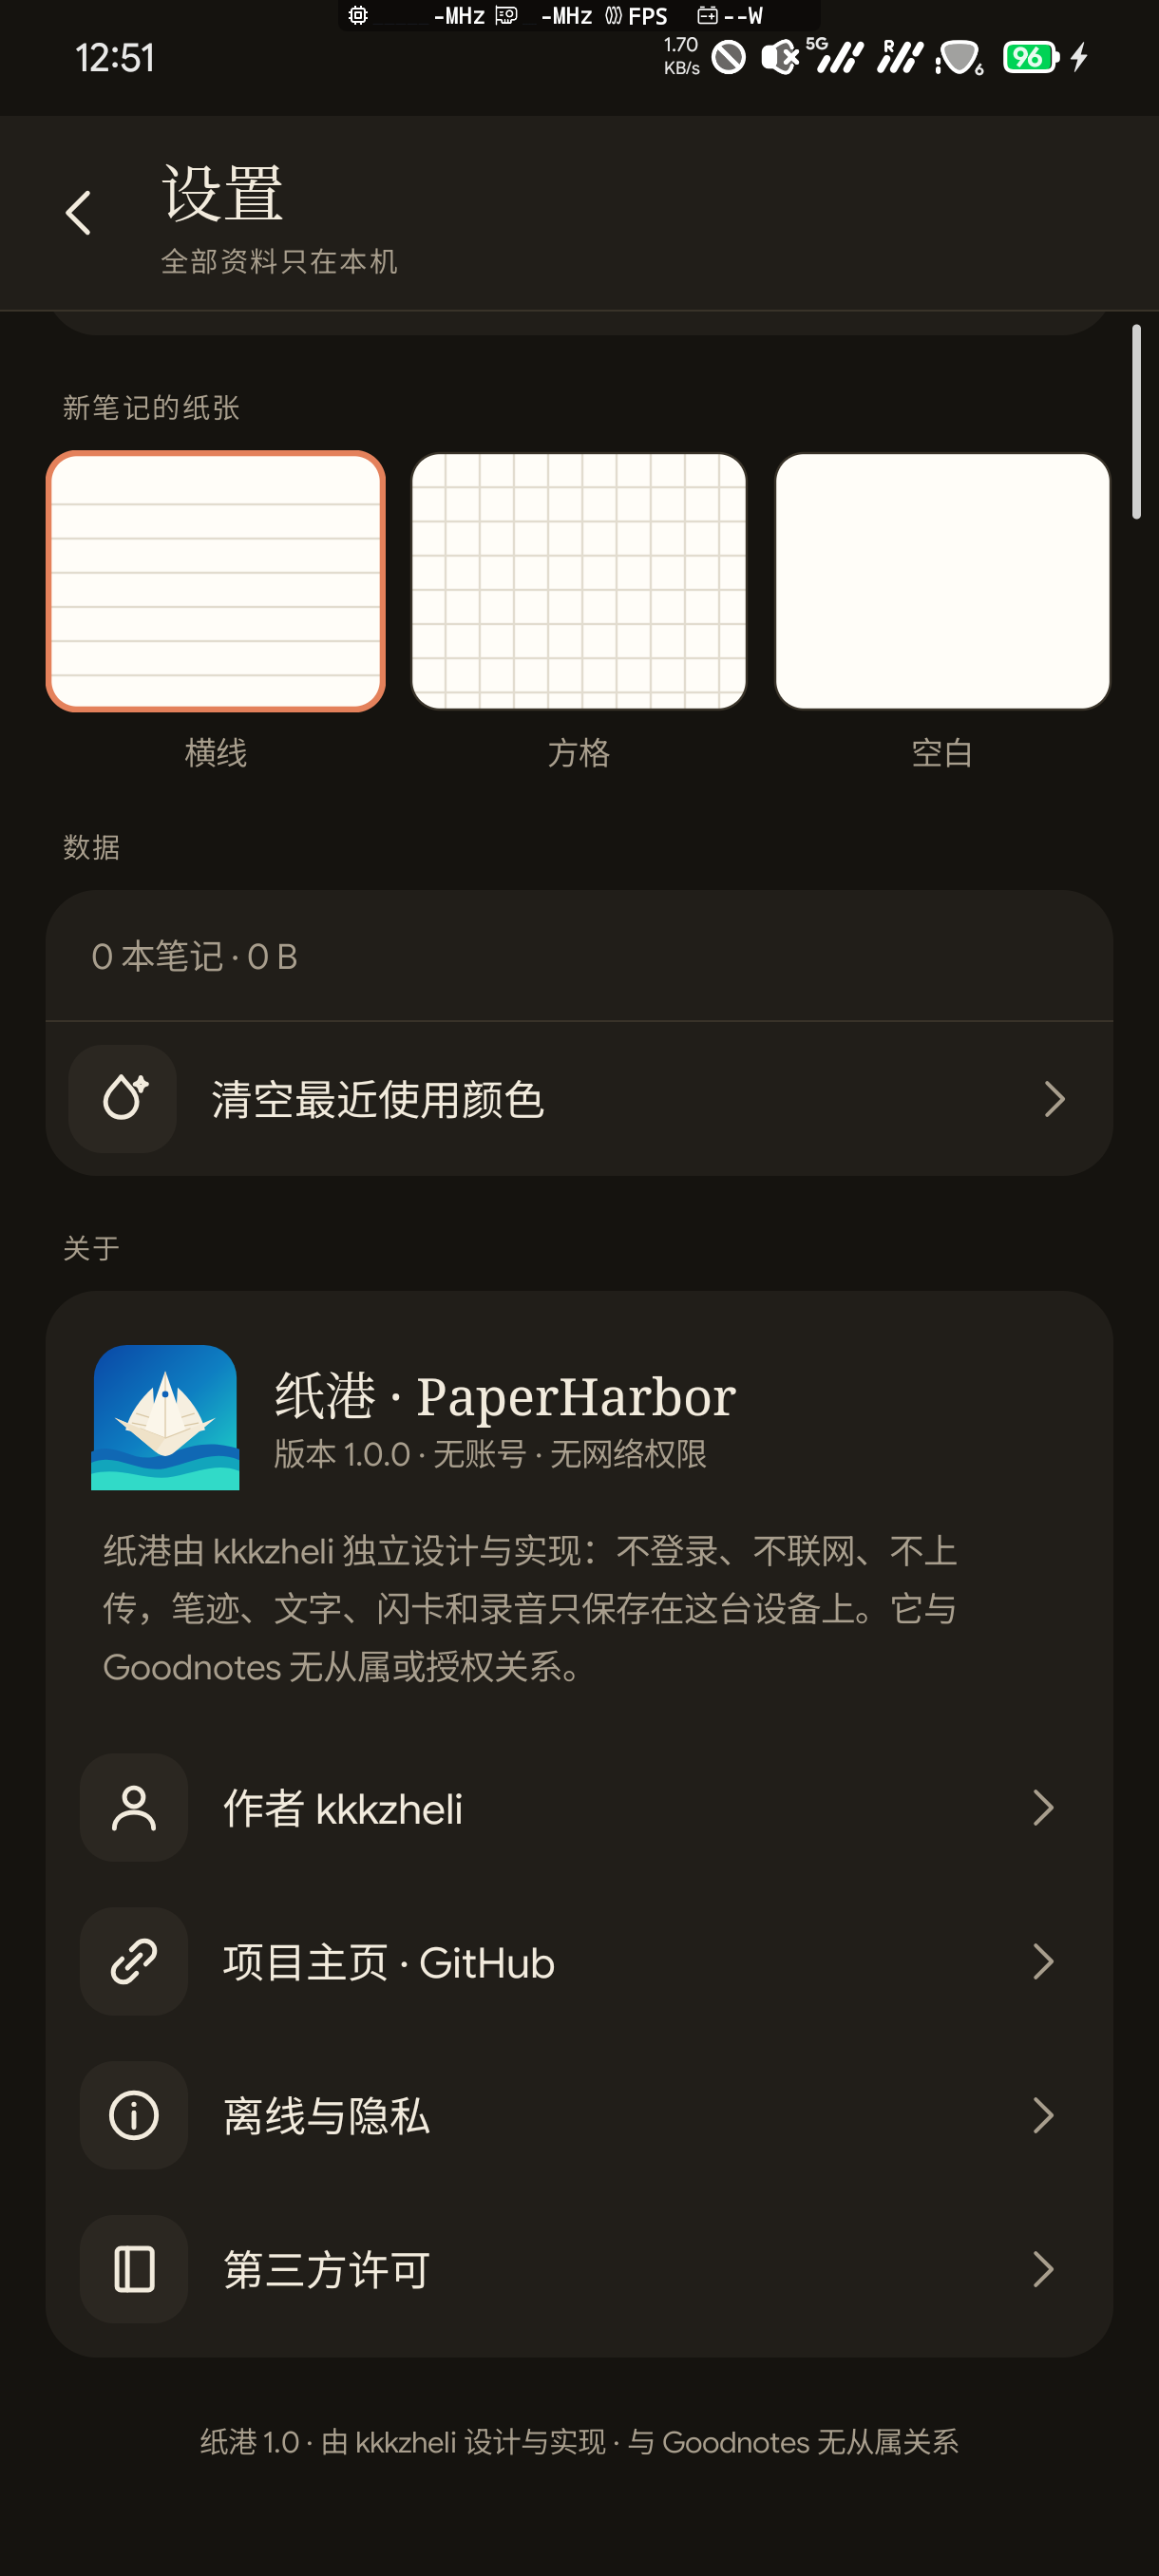 -MHz -MHz FPS --W
12:51 1.70 KB/s 5G R 6 96
设置
全部资料只在本机
新笔记的纸张
横线 方格 空白
数据
0 本笔记 · 0 B
清空最近使用颜色
关于
纸港 · PaperHarbor
版本 1.0.0 · 无账号 · 无网络权限
纸港由 kkkzheli 独立设计与实现：不登录、不联网、不上
传，笔迹、文字、闪卡和录音只保存在这台设备上。它与
Goodnotes 无从属或授权关系。
作者 kkkzheli
项目主页 · GitHub
离线与隐私
第三方许可
纸港 1.0 · 由 kkkzheli 设计与实现 · 与 Goodnotes 无从属关系